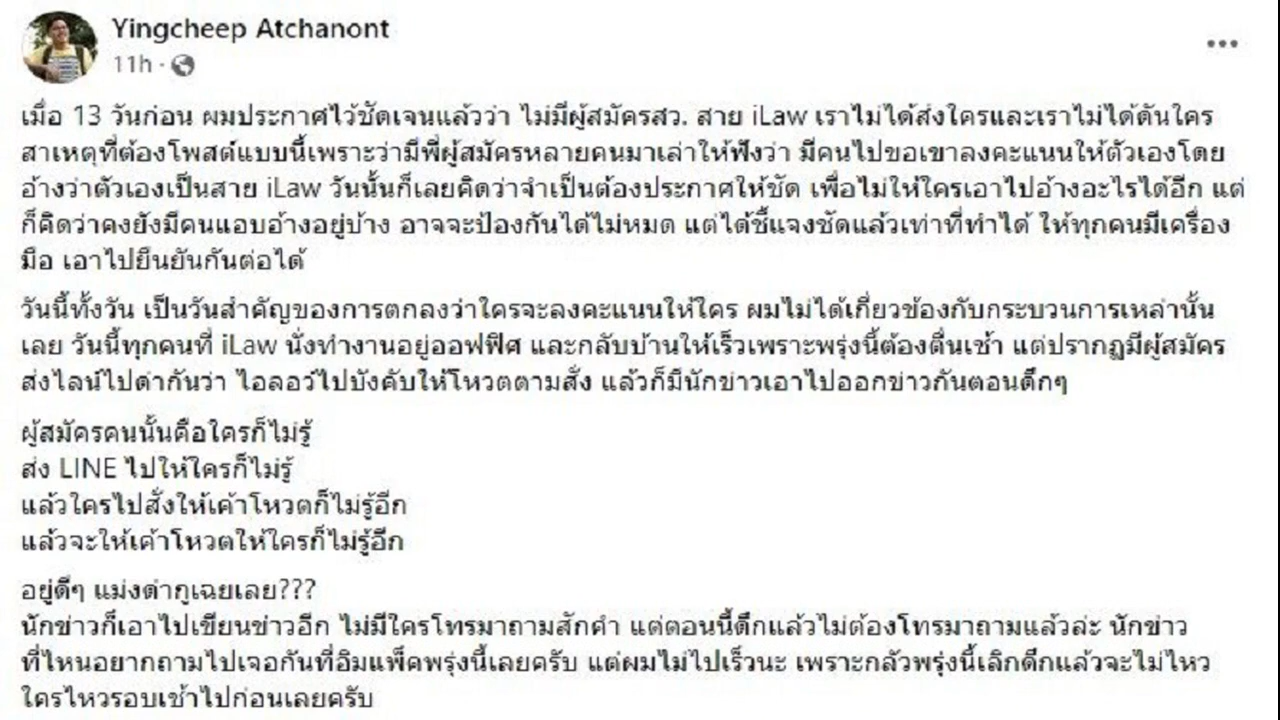 Yingcheep Atchanont
11h ·
เมื่อ 13 วันก่อน ผมประกาศไว้ชัดเจนแล้วว่า ไม่มีผู้สมัครสว. สาย iLaw เราไม่ได้ส่งใครและเราไม่ได้ดันใคร
สาเหตุที่ต้องโพสต์แบบนี้เพราะว่ามีพี่ผู้สมัครหลายคนมาเล่าให้ฟังว่า มีคนไปขอเขาลงคะแนนให้ตัวเองโดย
อ้างว่าตัวเองเป็นสาย iLaw วันนั้นก็เลยคิดว่าจำเป็นต้องประกาศให้ชัด เพื่อไม่ให้ใครเอาไปอ้างอะไรได้อีก แต่
ก็คิดว่าคงยังมีคนแอบอ้างอยู่บ้าง อาจจะป้องกันได้ไม่หมด แต่ได้ชี้แจงชัดแล้วเท่าที่ทำได้ ให้ทุกคนมีเครื่อง
มือ เอาไปยืนยันกันต่อได้
วันนี้ทั้งวัน เป็นวันสำคัญของการตกลงว่าใครจะลงคะแนนให้ใคร ผมไม่ได้เกี่ยวข้องกับกระบวนการเหล่านั้น
เลย วันนี้ทุกคนที่ iLaw นั่งทำงานอยู่ออฟฟิศ และกลับบ้านให้เร็วเพราะพรุ่งนี้ต้องตื่นเช้า แต่ปรากฏมีผู้สมัคร
ส่งไลน์ไปด่ากันว่า ไอลอว์ไปบังคับให้โหวตตามสั่ง แล้วก็มีนักข่าวเอาไปออกข่าวกันตอนดึกๆ
ผู้สมัครคนนั้นคือใครก็ไม่รู้
ส่ง LINE ไปให้ใครก็ไม่รู้
แล้วใครไปสั่งให้เค้าโหวตก็ไม่รู้อีก
แล้วจะให้เค้าโหวตให้ใครก็ไม่รู้อีก
อยู่ดีๆ แม่งด่ากูเฉยเลย???
นักข่าวก็เอาไปเขียนข่าวอีก ไม่มีใครโทรมาถามสักคำ แต่ตอนนี้ดึกแล้วไม่ต้องโทรมาถามแล้วล่ะ นักข่าว
ที่ไหนอยากถามไปเจอกันที่อิมแพ็คพรุ่งนี้เลยครับ แต่ผมไม่ไปเร็วนะ เพราะกลัวพรุ่งนี้เลิกดึกแล้วจะไม่ไหว
ใครไหวรอบเช้าไปก่อนเลยครับ